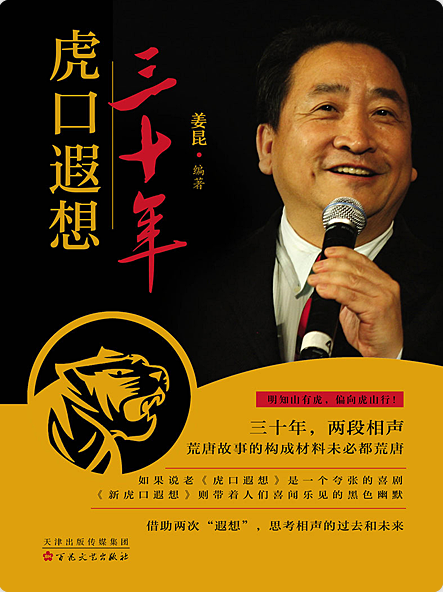 虎口遐想
三十年
姜昆·编著
明知山有虎，偏向虎山行！
三十年，两段相声
荒唐故事的构成材料未必都荒唐
如果说老《虎口遐想》是一个夸张的喜剧
《新虎口遐想》则带着人们喜闻乐见的黑色幽默
借助两次“遐想”，思考相声的过去和未来
天津出版传媒集团
百花文艺出版社